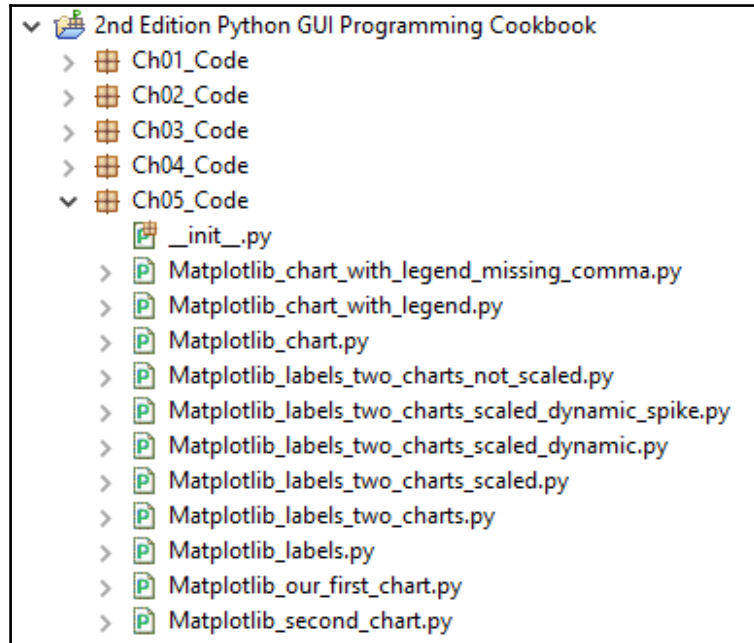 2nd Edition Python GUI Programming Cookbook
Ch01_Code
Ch02_Code
Ch03_Code
Ch04_Code
Ch05_Code
__init__.py
Matplotlib_chart_with_legend_missing_comma.py
Matplotlib_chart_with_legend.py
Matplotlib_chart.py
Matplotlib_labels_two_charts_not_scaled.py
Matplotlib_labels_two_charts_scaled_dynamic_spike.py
Matplotlib_labels_two_charts_scaled_dynamic.py
Matplotlib_labels_two_charts_scaled.py
Matplotlib_labels_two_charts.py
Matplotlib_labels.py
Matplotlib_our_first_chart.py
Matplotlib_second_chart.py